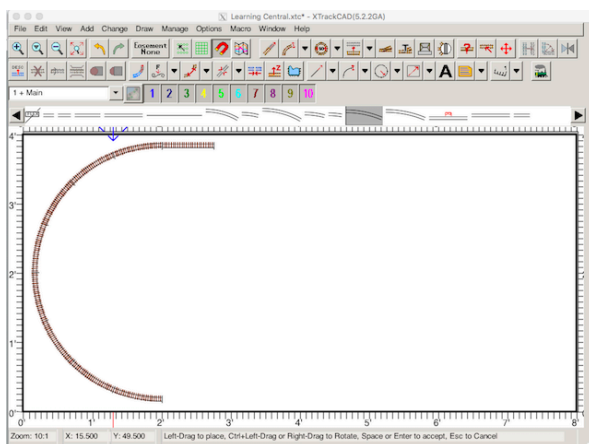 Learning Central.xtc* - XTrackCAD(5.2.2GA)
File Edit View Add Change Draw Manage Options Macro Window Help
Easement
None
A
1 + Main
1 2 3 4 5 6 7 8 9 10
4'
3'
2'
1'
0'
0' 1' 2' 3' 4' 5' 6' 7' 8'
Zoom: 10:1 X: 15.500 Y: 49.500 Left-Drag to place, Ctrl+Left-Drag or Right-Drag to Rotate, Space or Enter to accept, Esc to Cancel